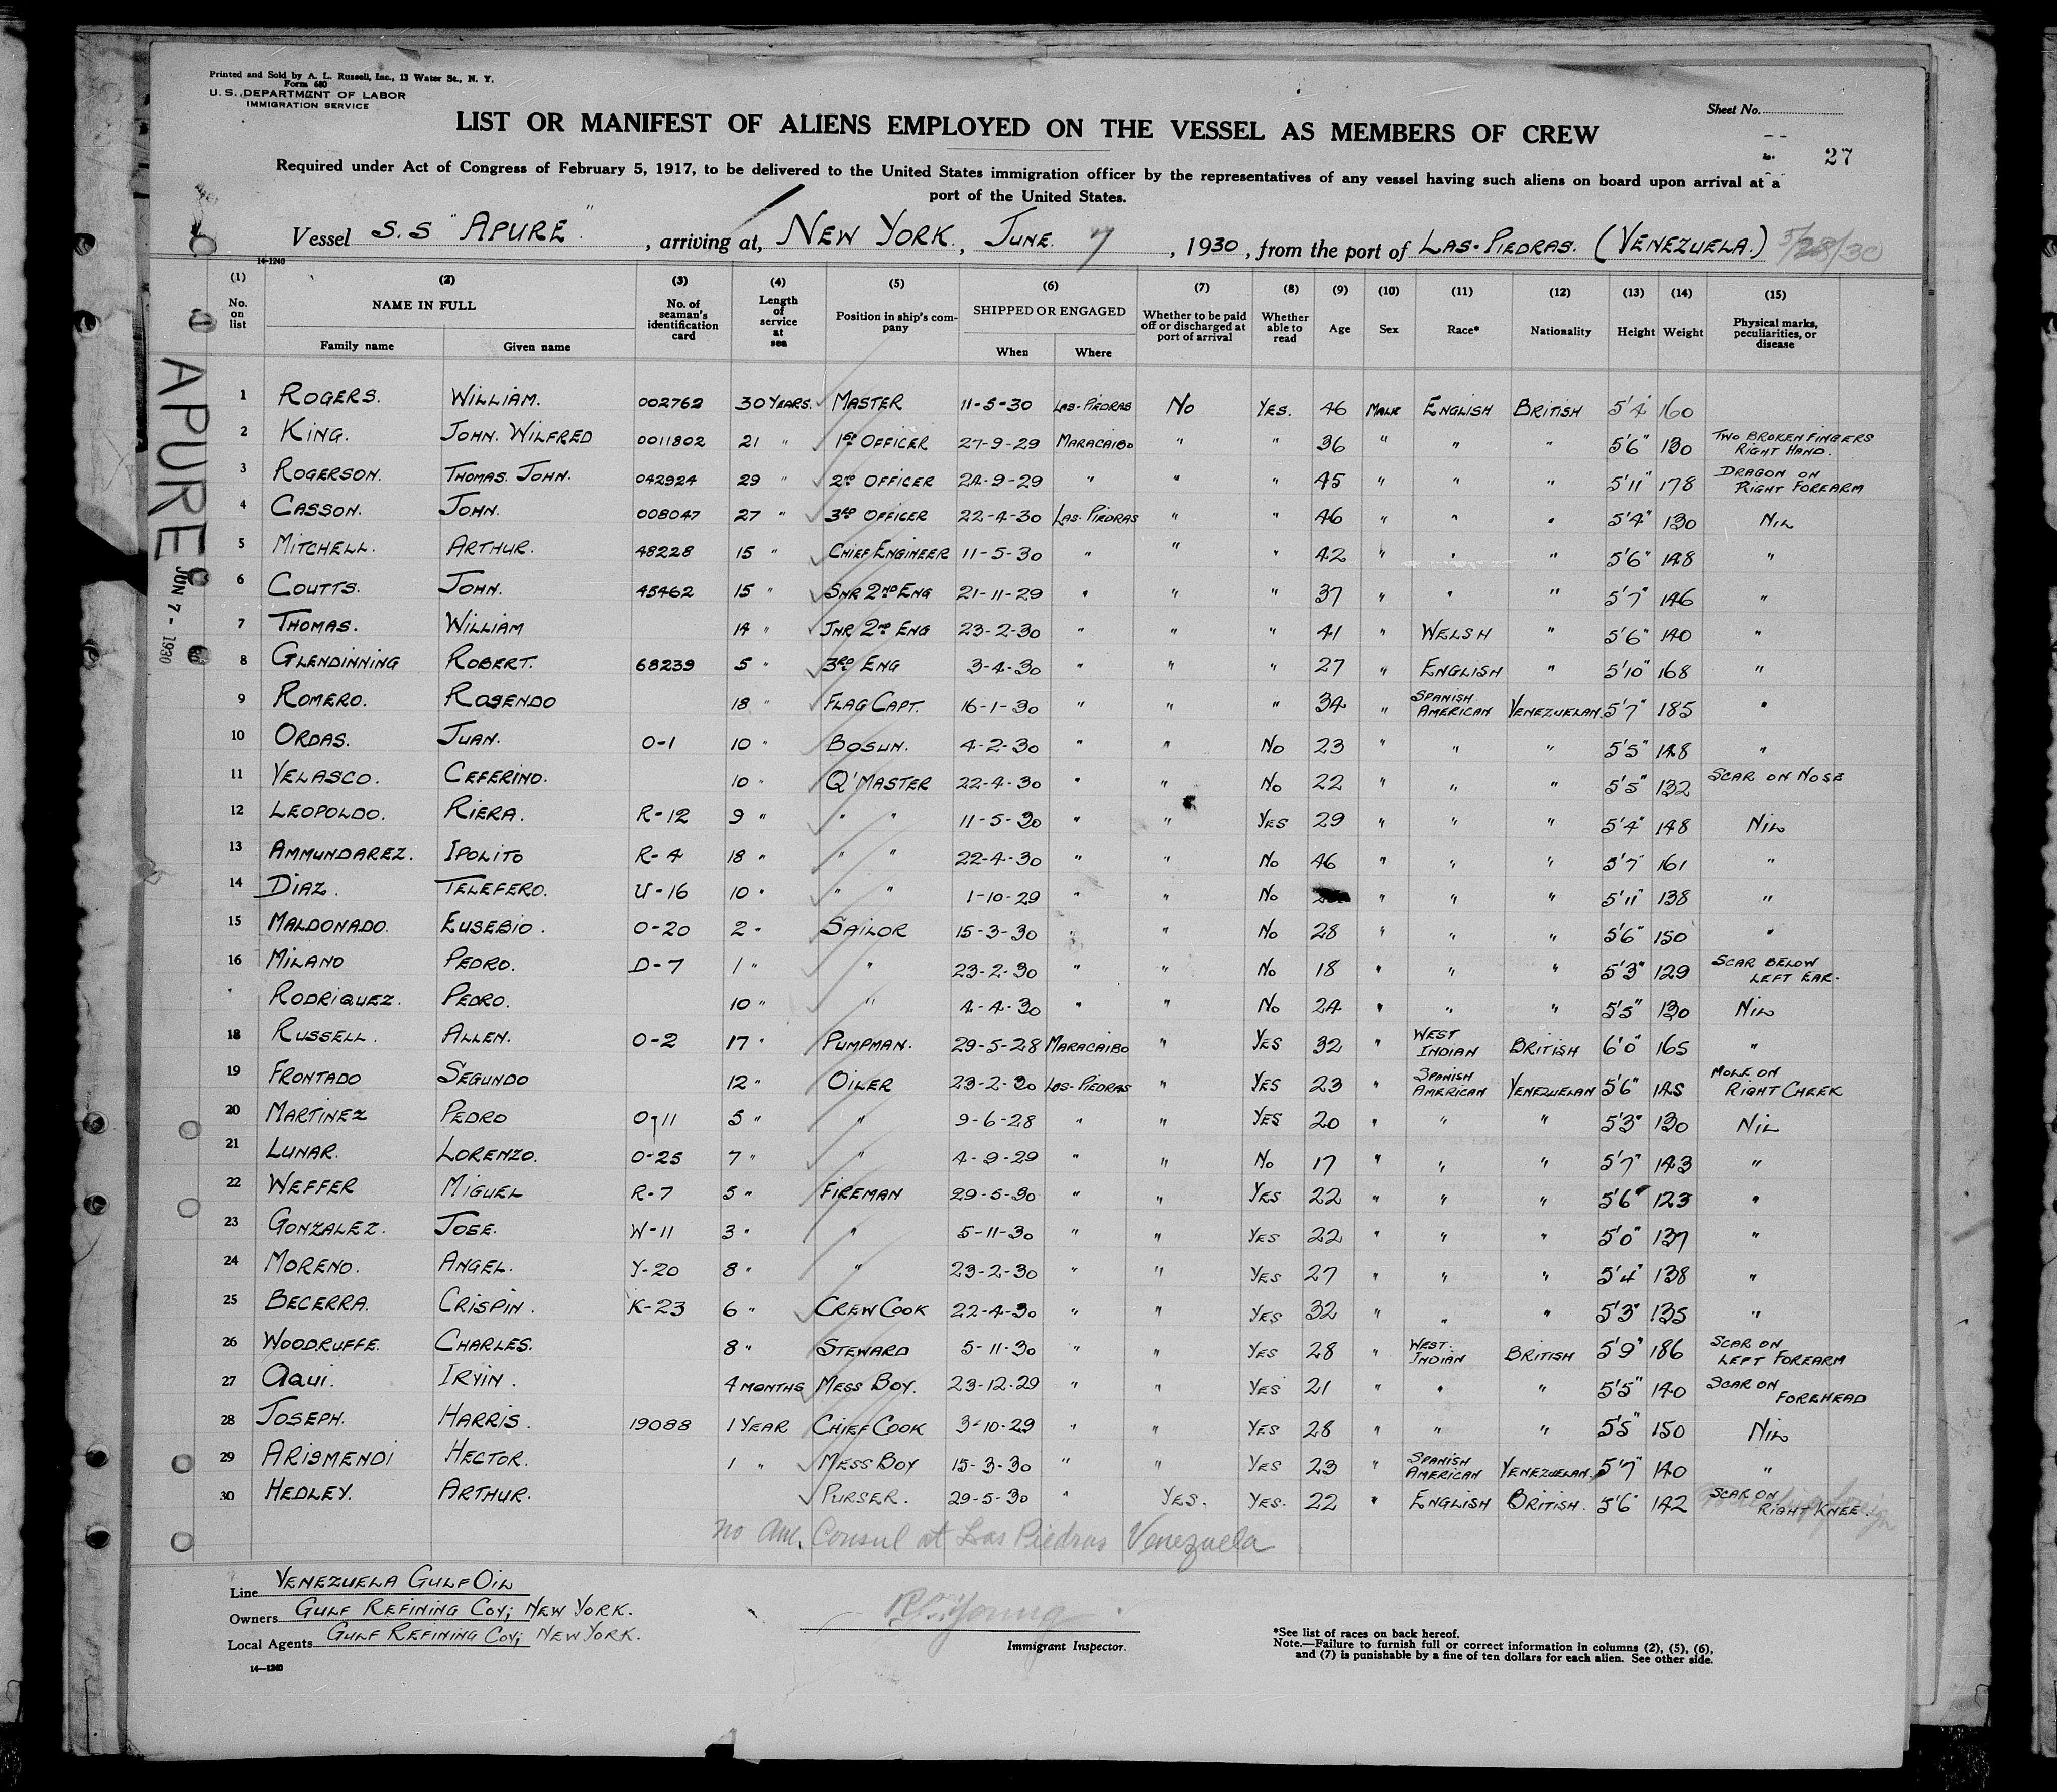 Printed and Sold by A. L. Russell, Inc., 13 Water St., N. Y.
Form 680
U. S. DEPARTMENT OF LABOR
IMMIGRATION SERVICE
Sheet No.
LIST OR MANIFEST OF ALIENS EMPLOYED ON THE VESSEL AS MEMBERS OF CREW
27
Required under Act of Congress of February 5, 1917, to be delivered to the United States immigration officer by the representatives of any vessel having such aliens on board upon arrival at a
port of the United States.
Vessel S.S "APURE", arriving at, NEW YORK, JUNE 7, 1930, from the port of LAS-PIEDRAS. (VENEZUELA.) 5/28/30
14-1240
(1) No. on list (2) NAME IN FULL Family name Given name (3) No. of seaman's identification card (4) Length of service at sea (5) Position in ship's company (6) SHIPPED OR ENGAGED When Where (7) Whether to be paid off or discharged at port of arrival (8) Whether able to read (9) Age (10) Sex (11) Race* (12) Nationality (13) Height (14) Weight (15) Physical marks, peculiarities, or disease
APURE
JUN 7 - 1930
1 ROGERS. WILLIAM. 002762 30 YEARS. MASTER 11-5-30 LAS-PIEDRAS NO YES. 46 MALE ENGLISH BRITISH 5'4" 160
2 KING. JOHN. WILFRED 0011802 21 " 1ST OFFICER 27-9-29 MARACAIBO " " 36 " " " 5'6" 130 TWO BROKEN FINGERS RIGHT HAND.
3 ROGERSON. THOMAS. JOHN. 042924 29 " 2ND OFFICER 24-9-29 " " " 45 " " " 5'11" 178 DRAGON ON RIGHT FOREARM
4 CASSON. JOHN. 008047 27 " 3RD OFFICER 22-4-30 LAS-PIEDRAS " " 46 " " " 5'4" 130 NIL
5 MITCHELL. ARTHUR. 48228 15 " CHIEF ENGINEER 11-5-30 " " " 42 " " " 5'6" 148 "
6 COUTTS. JOHN. 45462 15 " SNR 2ND ENG 21-11-29 " " " 37 " " " 5'7" 146 "
7 THOMAS. WILLIAM 14 " JNR 2ND ENG 23-2-30 " " " 41 " WELSH " 5'6" 140 "
8 GLENDINNING ROBERT. 68239 5 " 3RD ENG 3-4-30 " " " 27 " ENGLISH " 5'10" 168 "
9 ROMERO. ROSENDO 18 " FLAG CAPT. 16-1-30 " " " 34 " SPANISH AMERICAN VENEZUELAN 5'7" 185 "
10 ORDAS. JUAN. O-1 10 " BOSUN. 4-2-30 " " NO 23 " " " 5'5" 148 "
11 VELASCO. CEFERINO. 10 " Q'MASTER 22-4-30 " " NO 22 " " " 5'5" 132 SCAR ON NOSE
12 LEOPOLDO. RIERA. R-12 9 " " " 11-5-30 " " YES 29 " " " 5'4" 148 NIL
13 AMMUNDAREZ. IPOLITO R-4 18 " " " 22-4-30 " " NO 46 " " " 5'7" 161 "
14 DIAZ. TELEFERO. U-16 10 " " " 1-10-29 " " NO " " " 5'11" 138 "
15 MALDONADO. EUSEBIO. O-20 2 " SAILOR 15-3-30 " " NO 28 " " " 5'6" 150 "
16 MILANO PEDRO. D-7 1 " " 23-2-30 " " NO 18 " " " 5'3" 129 SCAR BELOW LEFT EAR.
RODRIQUEZ. PEDRO. 10 " " 4-4-30 " " NO 24 " " " 5'5" 130 NIL
18 RUSSELL. ALLEN. O-2 17 " PUMPMAN. 29-5-28 MARACAIBO " YES 32 " WEST INDIAN BRITISH 6'0" 165 "
19 FRONTADO SEGUNDO 12 " OILER 23-2-30 LAS-PIEDRAS " YES 23 " SPANISH AMERICAN VENEZUELAN 5'6" 145 MOLE ON RIGHT CHEEK
20 MARTINEZ PEDRO O-11 5 " " 9-6-28 " " YES 20 " " " 5'3" 130 NIL
21 LUNAR. LORENZO. O-25 7 " " 4-9-29 " " NO 17 " " " 5'7" 143 "
22 WEFFER MIGUEL R-7 5 " FIREMAN 29-5-30 " " YES 22 " " " 5'6" 123 "
23 GONZALEZ. JOSE. W-11 3 " " 5-11-30 " " YES 22 " " " 5'0" 137 "
24 MORENO. ANGEL. Y-20 8 " " 23-2-30 " " YES 27 " " " 5'4" 138 "
25 BECERRA. CRISPIN. K-23 6 " CREW COOK 22-4-30 " " YES 32 " " " 5'3" 135 "
26 WOODRUFFE. CHARLES. 8 " STEWARD 5-11-30 " " YES 28 " WEST. INDIAN BRITISH 5'9" 186 SCAR ON LEFT FOREARM
27 Aqui. IRVIN. 4 MONTHS MESS BOY. 23-12-29 " " YES 21 " " " 5'5" 140 SCAR ON FOREHEAD
28 JOSEPH. HARRIS. 19088 1 YEAR CHIEF COOK 3-10-29 " " YES 28 " " " 5'5" 150 NIL
29 ARISMENDI HECTOR. 1 " MESS BOY 15-3-30 " " YES 23 " SPANISH AMERICAN VENEZUELAN. 5'7" 140 "
30 HEDLEY. ARTHUR. PURSER. 29-5-30 " YES. YES. 22 " ENGLISH BRITISH. 5'6" 142 SCAR ON RIGHT KNEE.
no Am. Consul at Las Piedras Venezuela
Line VENEZUELA GULF OIL
Owners GULF REFINING COY; NEW YORK.
Local Agents GULF REFINING COY; NEW YORK.
14-1240
Young
Immigrant Inspector.
*See list of races on back hereof.
Note.—Failure to furnish full or correct information in columns (2), (5), (6),
and (7) is punishable by a fine of ten dollars for each alien. See other side.